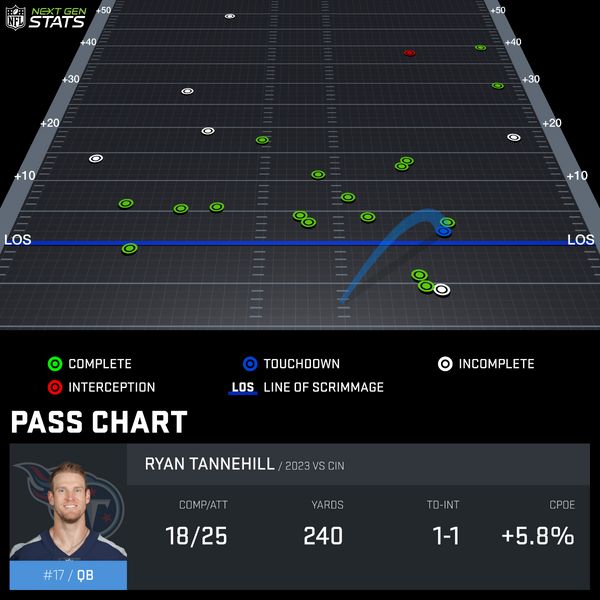 NFL
NEXT GEN
STATS
+50 +50
+40 +40
+30 +30
+20 +20
+10 +10
LOS LOS
COMPLETE TOUCHDOWN INCOMPLETE
INTERCEPTION LOS LINE OF SCRIMMAGE
PASS CHART
RYAN TANNEHILL / 2023 VS CIN
COMP/ATT YARDS TD-INT CPOE
18/25 240 1-1 +5.8%
#17 / QB